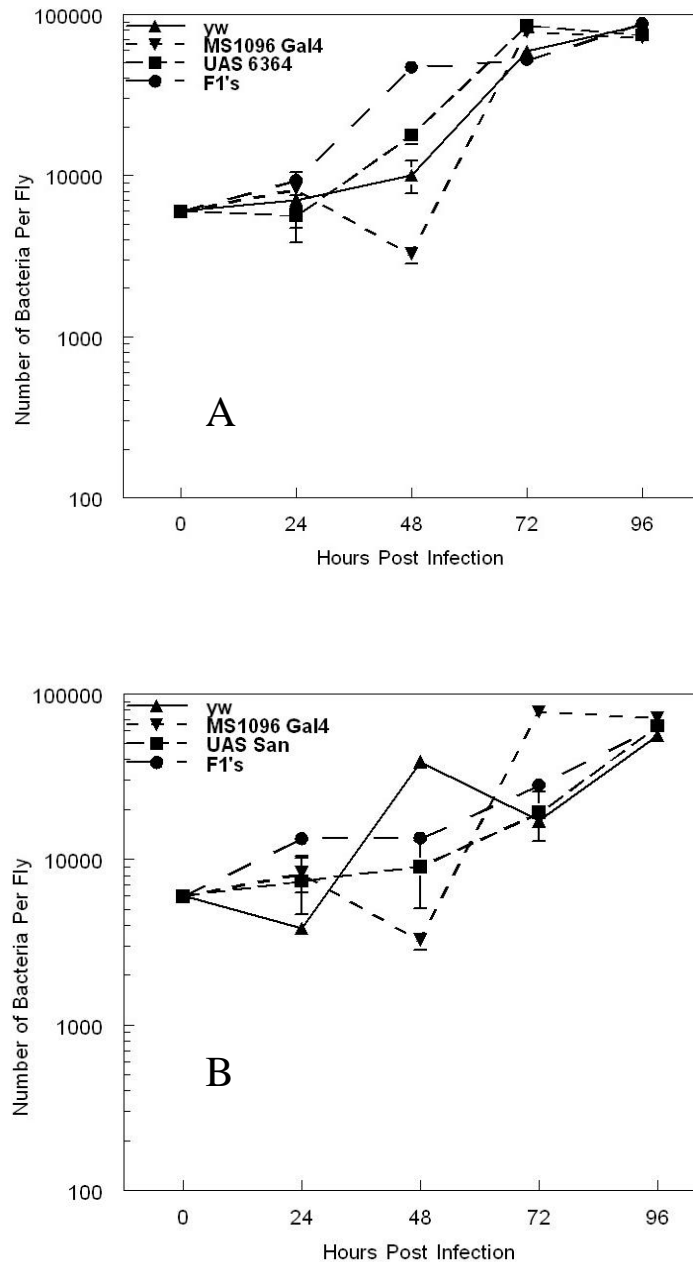 100000
10000
1000
100
Number of Bacteria Per Fly
yw
MS1096 Gal4
UAS 6364
F1's
A
0 24 48 72 96
Hours Post Infection
100000
10000
1000
100
Number of Bacteria Per Fly
yw
MS1096 Gal4
UAS San
F1's
B
0 24 48 72 96
Hours Post Infection